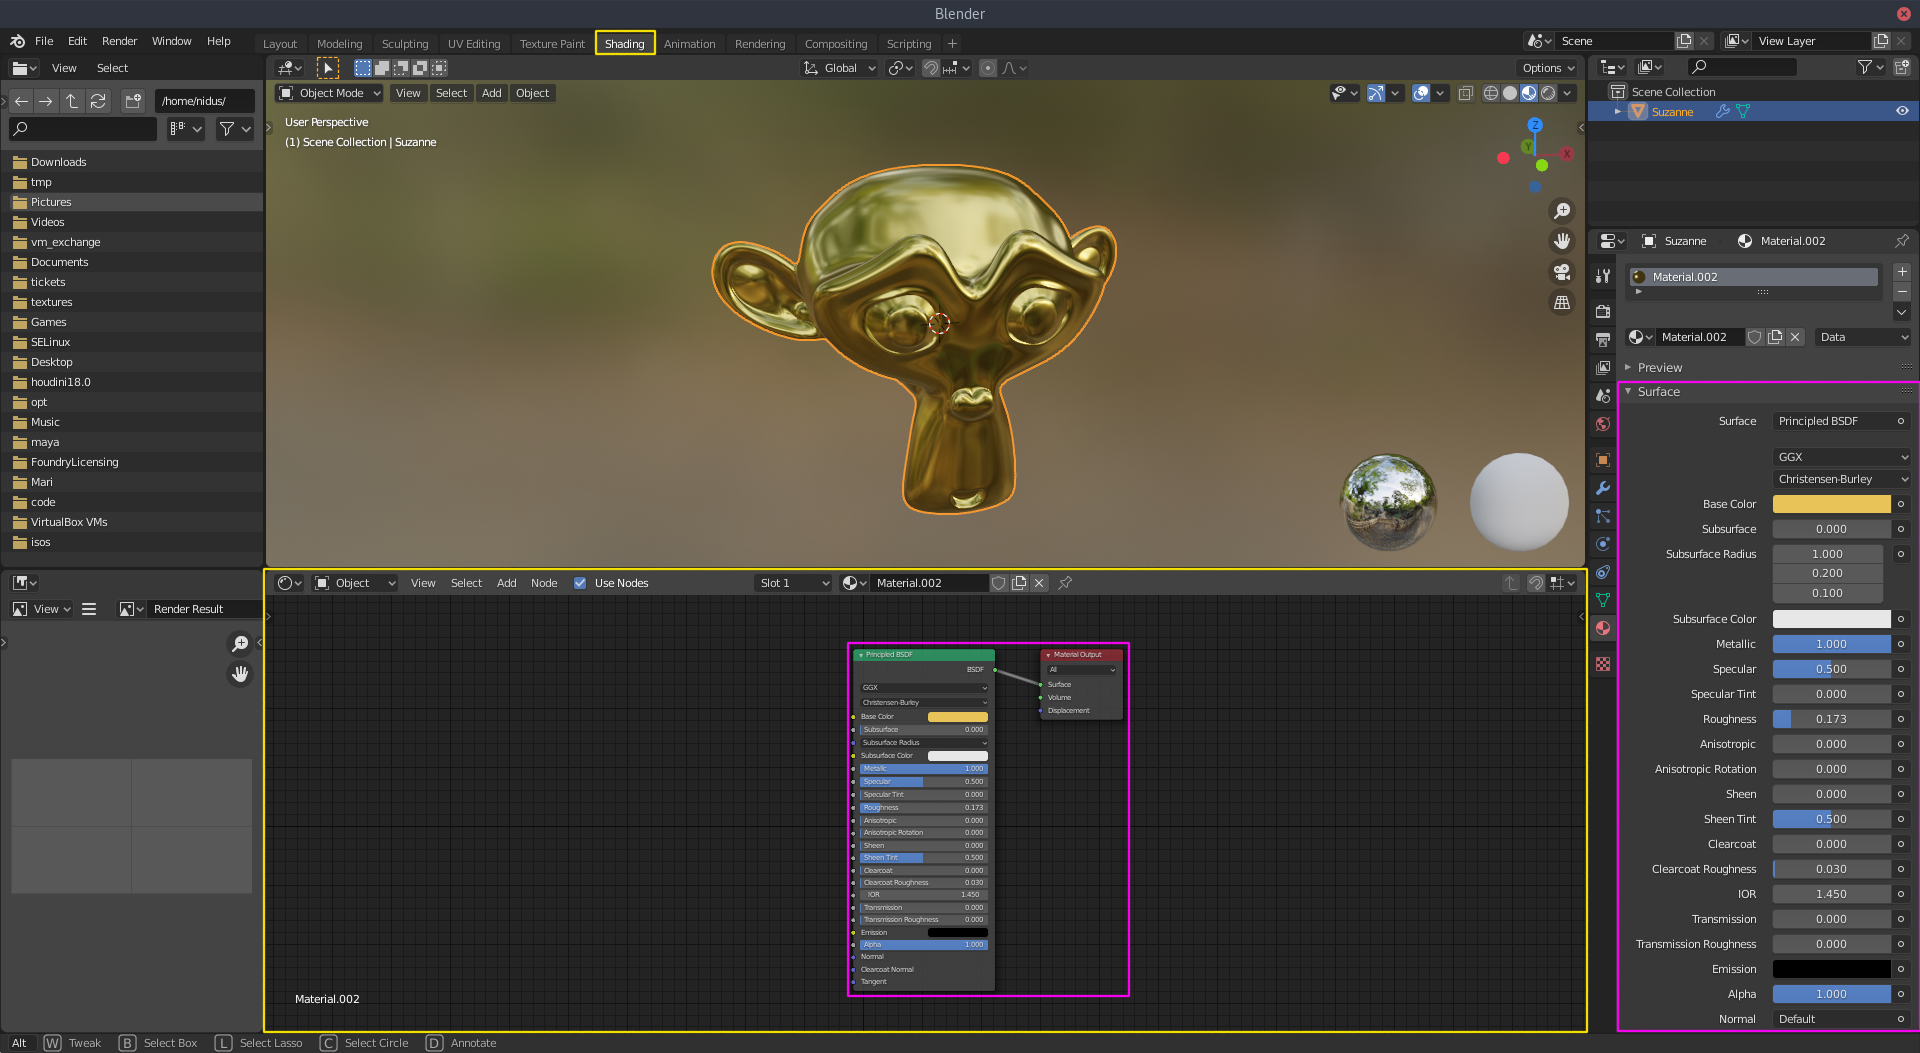 Blender
File Edit Render Window Help
Layout Modeling Sculpting UV Editing Texture Paint Shading Animation Rendering Compositing Scripting +
Scene
View Layer
View Select
Global
Options
/home/nidus/
Object Mode View Select Add Object
User Perspective
(1) Scene Collection | Suzanne
Z
Y
X
Downloads
tmp
Pictures
Videos
vm_exchange
Documents
tickets
textures
Games
SELinux
Desktop
houdini18.0
opt
Music
maya
FoundryLicensing
Mari
code
VirtualBox VMs
isos
Scene Collection
Suzanne
Suzanne Material.002
Material.002
Material.002 Data
Preview
Surface
Surface Principled BSDF
GGX
Christensen-Burley
Base Color
Subsurface 0.000
Subsurface Radius 1.000
0.200
0.100
Subsurface Color
Metallic 1.000
Specular 0.500
Specular Tint 0.000
Roughness 0.173
Anisotropic 0.000
Anisotropic Rotation 0.000
Sheen 0.000
Sheen Tint 0.500
Clearcoat 0.000
Clearcoat Roughness 0.030
IOR 1.450
Transmission 0.000
Transmission Roughness 0.000
Emission
Alpha 1.000
Normal Default
View Render Result
Object View Select Add Node Use Nodes Slot 1 Material.002
Principled BSDF
BSDF
GGX
Christensen-Burley
Base Color
Subsurface 0.000
Subsurface Radius
Subsurface Color
Metallic 1.000
Specular 0.500
Specular Tint 0.000
Roughness 0.173
Anisotropic 0.000
Anisotropic Rotation 0.000
Sheen 0.000
Sheen Tint 0.500
Clearcoat 0.000
Clearcoat Roughness 0.030
IOR 1.450
Transmission 0.000
Transmission Roughness 0.000
Emission
Alpha 1.000
Normal
Clearcoat Normal
Tangent
Material Output
All
Surface
Volume
Displacement
Material.002
Alt W Tweak B Select Box L Select Lasso C Select Circle D Annotate